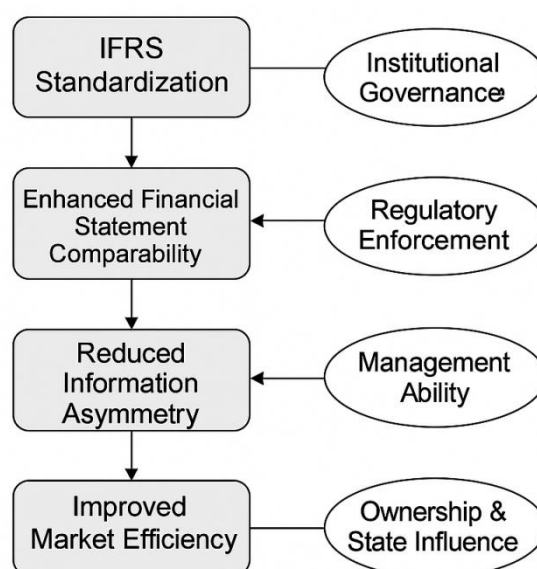 IFRS
Standardization
Institutional
Governance
Enhanced Financial
Statement
Comparability
Regulatory
Enforcement
Reduced
Information
Asymmetry
Management
Ability
Improved
Market Efficiency
Ownership &
State Influence